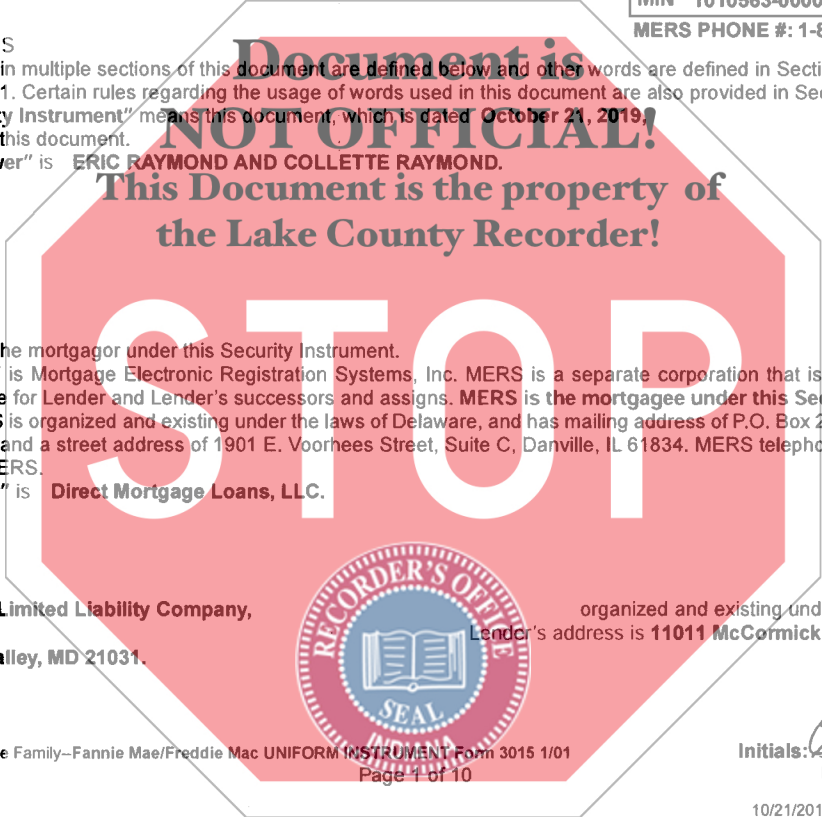 MIN 1010583-0000
MERS PHONE #: 1-8
S
in multiple sections of this document are defined below and other words are defined in Secti
1. Certain rules regarding the usage of words used in this document are also provided in Sec
y Instrument" means this document, which is dated October 21, 2019,
this document.
er" is ERIC RAYMOND AND COLLETTE RAYMOND.
Document is
NOT OFFICIAL!
This Document is the property of
the Lake County Recorder!
STOP
he mortgagor under this Security Instrument.
is Mortgage Electronic Registration Systems, Inc. MERS is a separate corporation that is
e for Lender and Lender's successors and assigns. MERS is the mortgagee under this Sec
S is organized and existing under the laws of Delaware, and has mailing address of P.O. Box 2
and a street address of 1901 E. Voorhees Street, Suite C, Danville, IL 61834. MERS telepho
ERS.
" is Direct Mortgage Loans, LLC.
Limited Liability Company,
organized and existing und
Lender's address is 11011 McCormick
alley, MD 21031.
RECORDER'S OFFICE
SEAL
INDIANA
e Family--Fannie Mae/Freddie Mac UNIFORM INSTRUMENT Form 3015 1/01
Page 1 of 10
Initials:
10/21/201